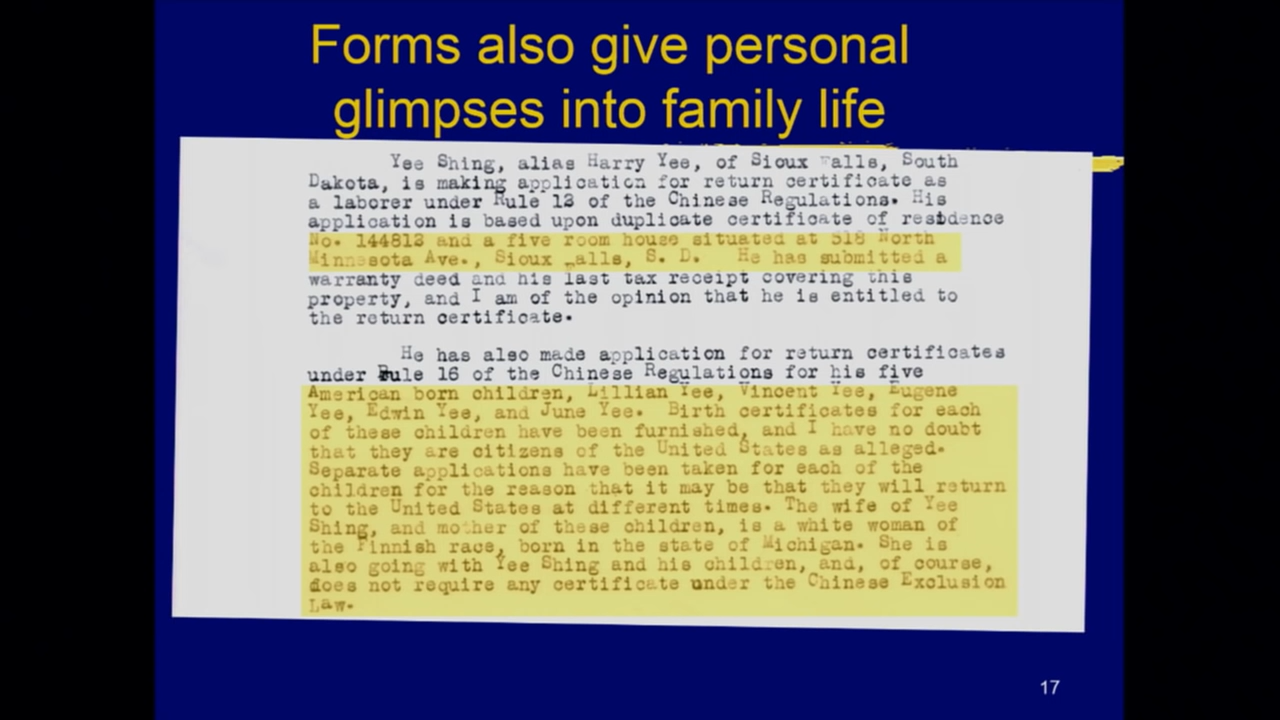 Forms also give personal
glimpses into family life
Yee Shing, alias Harry Yee, of Sioux Falls, South
Dakota, is making application for return certificate as
a laborer under Rule 13 of the Chinese Regulations. His
application is based upon duplicate certificate of residence
No. 144813 and a five room house situated at 518 North
Minnesota Ave., Sioux Falls, S. D. He has submitted a
warranty deed and his last tax receipt covering this
property, and I am of the opinion that he is entitled to
the return certificate.
He has also made application for return certificates
under Rule 16 of the Chinese Regulations for his five
American born children, Lillian Yee, Vincent Yee, Eugene
Yee, Edwin Yee, and June Yee. Birth certificates for each
of these children have been furnished, and I have no doubt
that they are citizens of the United States as alleged.
Separate applications have been taken for each of the
children for the reason that it may be that they will return
to the United States at different times. The wife of Yee
Shing, and mother of these children, is a white woman of
the Finnish race, born in the state of Michigan. She is
also going with Yee Shing and his children, and, of course,
does not require any certificate under the Chinese Exclusion
Law.
17